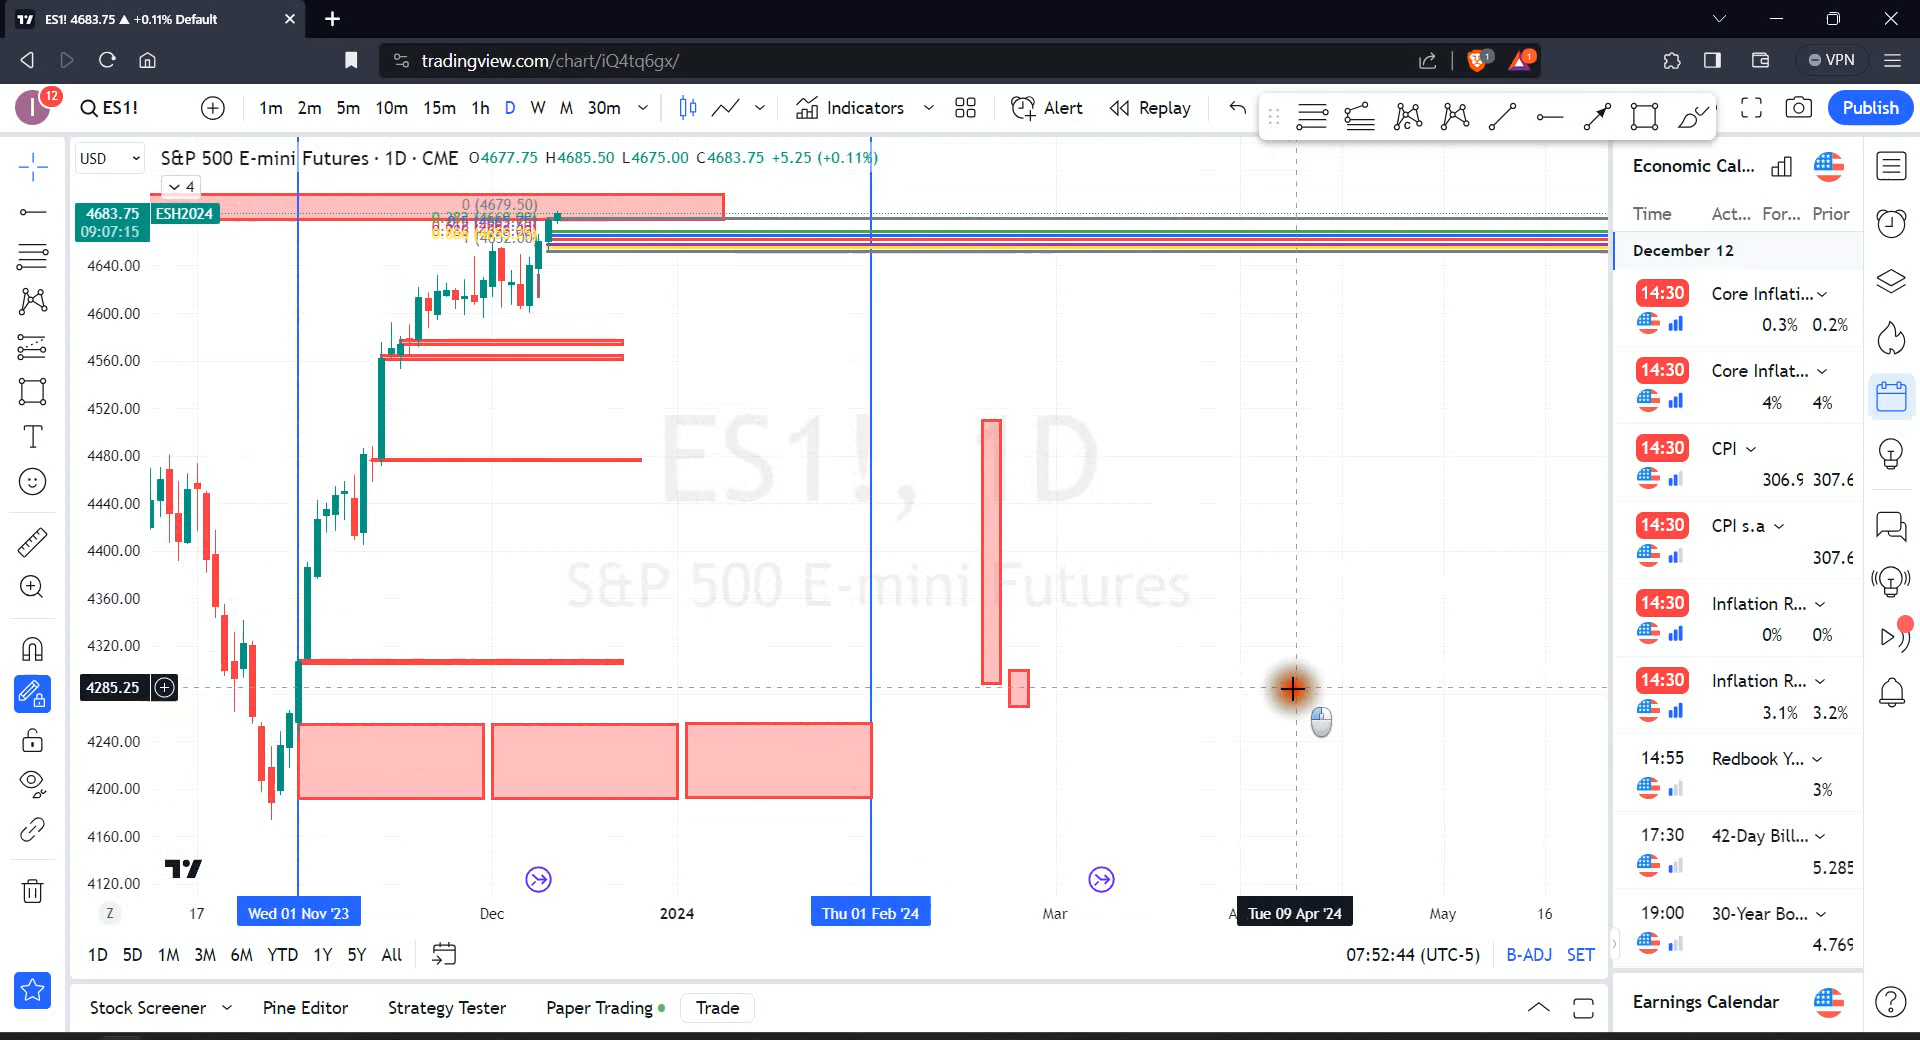 ES1! 4683.75 ▲ +0.11% Default
tradingview.com/chart/iQ4tq6gx/
1
1
VPN
I
12
ES1!
1m 2m 5m 10m 15m 1h D W M 30m
Indicators
Alert
Replay
Publish
USD
S&P 500 E-mini Futures · 1D · CME O4677.75 H4685.50 L4675.00 C4683.75 +5.25 (+0.11%)
4
4683.75
09:07:15
ESH2024
0 (4679.50)
4640.00
4600.00
4560.00
4520.00
4480.00
4440.00
4400.00
4360.00
4320.00
4285.25
4240.00
4200.00
4160.00
4120.00
ES1!, 1D
S&P 500 E-mini Futures
Z
17
Wed 01 Nov '23
Dec
2024
Thu 01 Feb '24
Mar
Tue 09 Apr '24
May
16
1D 5D 1M 3M 6M YTD 1Y 5Y All
07:52:44 (UTC-5)
B-ADJ SET
Stock Screener
Pine Editor
Strategy Tester
Paper Trading
Trade
Economic Cal...
Time Act... For... Prior
December 12
14:30 Core Inflati...
0.3% 0.2%
14:30 Core Inflat...
4% 4%
14:30 CPI
306.9 307.6
14:30 CPI s.a
307.6
14:30 Inflation R...
0% 0%
14:30 Inflation R...
3.1% 3.2%
14:55 Redbook Y...
3%
17:30 42-Day Bill...
5.285
19:00 30-Year Bo...
4.769
Earnings Calendar